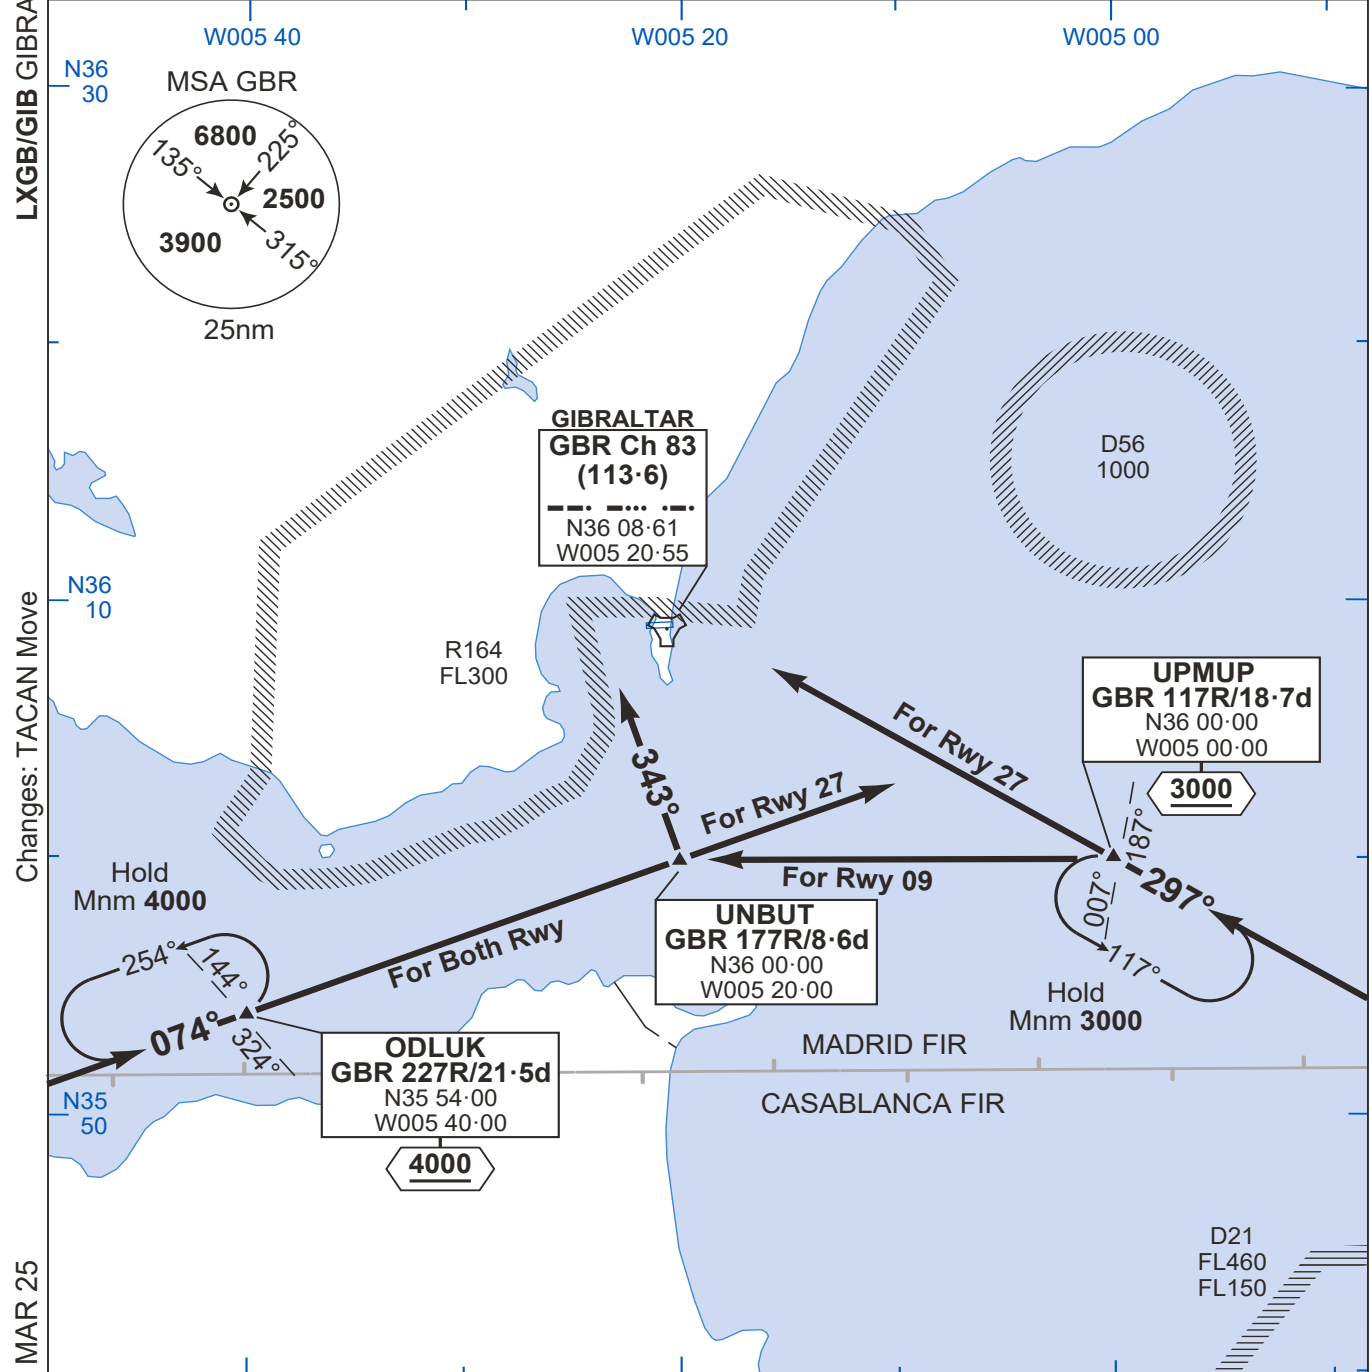 LXGB/GIB GIBRA
W005 40
W005 20
W005 00
N36
30
MSA GBR
6800
135°
225°
2500
3900
315°
25nm
GIBRALTAR
GBR Ch 83
(113·6)
N36 08·61
W005 20·55
D56
1000
N36
10
R164
FL300
Changes: TACAN Move
UPMUP
GBR 117R/18·7d
N36 00·00
W005 00·00
3000
For Rwy 27
343°
For Rwy 27
187°
For Rwy 09
007°
297°
117°
Hold
Mnm 3000
Hold
Mnm 4000
254°
144°
For Both Rwy
UNBUT
GBR 177R/8·6d
N36 00·00
W005 20·00
074°
324°
ODLUK
GBR 227R/21·5d
N35 54·00
W005 40·00
4000
MADRID FIR
CASABLANCA FIR
N35
50
D21
FL460
FL150
MAR 25